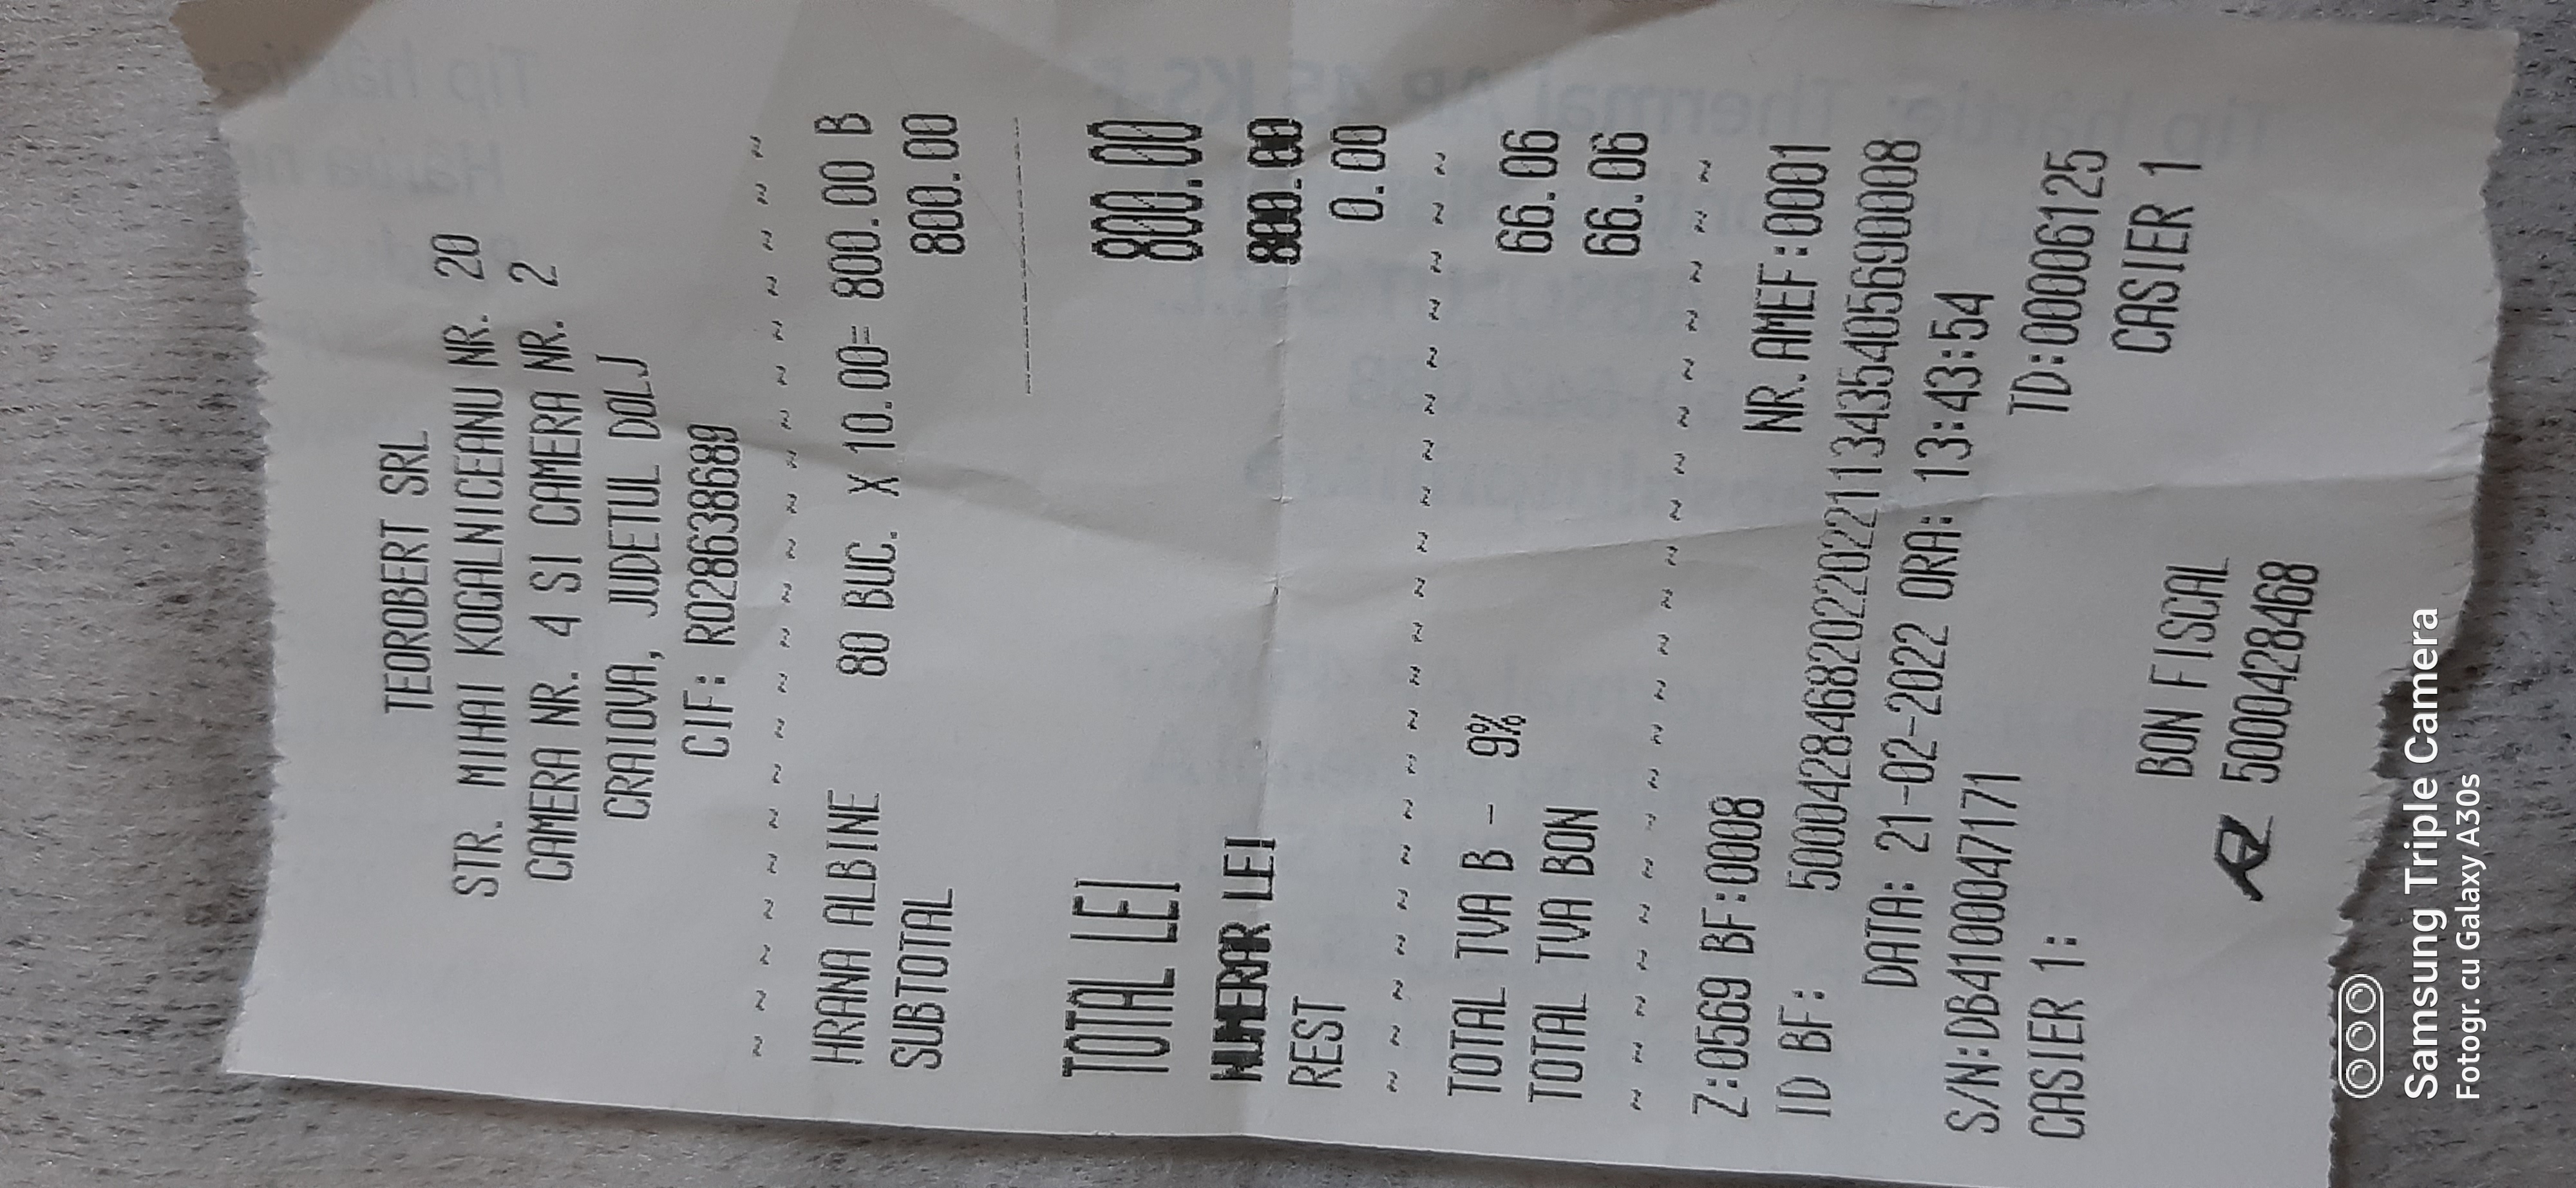 TEOROBERT SRL
STR. MIHAI KOGALNICEANU NR. 20
CAMERA NR. 4 SI CAMERA NR. 2
CRAIOVA, JUDETUL DOLJ
CIF: RO28638689
80 BUC. X 10.00= 800.00 B
HRANA ALBINE
SUBTOTAL 800.00
TOTAL LEI 800.00
NUMERAR LEI 800.00
REST 0.00
TOTAL TVA B - 9% 66.06
TOTAL TVA BON 66.06
Z:0569 BF:0008 NR.AMEF:0001
ID BF: 50004284682022022113435405690008
DATA: 21-02-2022 ORA: 13:43:54
S/N:DB4100047171 TD:00006125
CASIER 1: CASIER 1
BON FISCAL
5000428468
Samsung Triple Camera
Fotogr. cu Galaxy A30s